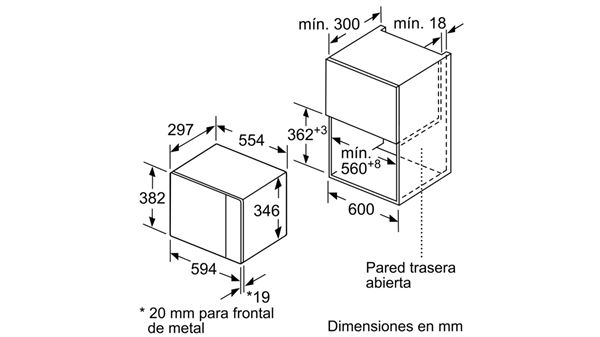 mín. 300
mín. 18
297
554
362+3
mín.
560+8
382
346
600
594
*19
Pared trasera
abierta
* 20 mm para frontal
de metal
Dimensiones en mm